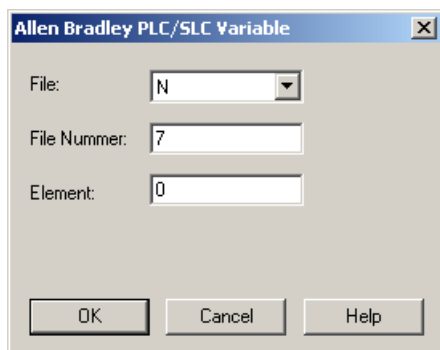 Allen Bradley PLC/SLC Variable
File: N
File Nummer: 7
Element: 0
OK Cancel Help